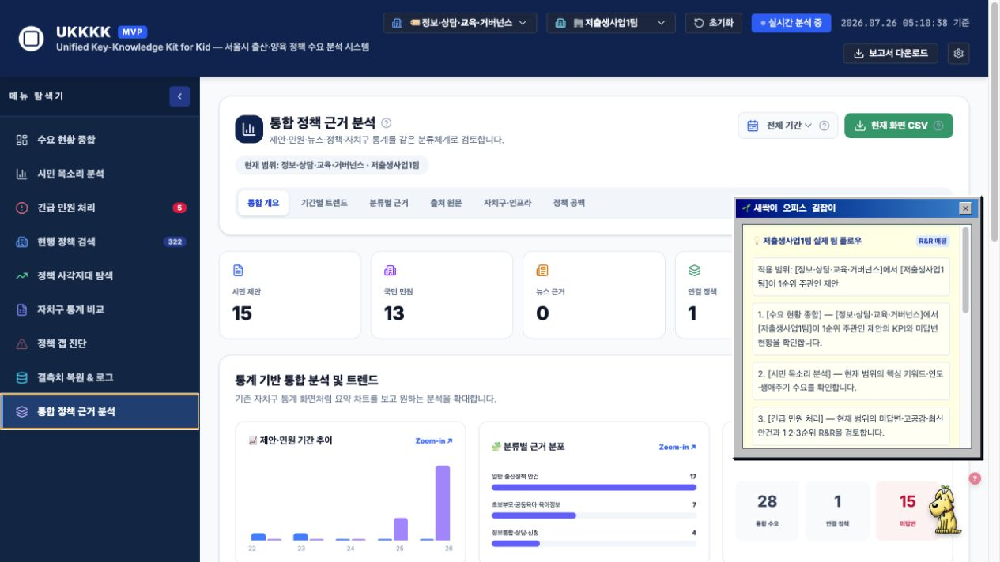 UKKKK MVP
Unified Key-Knowledge Kit for Kid — 서울시 출산·양육 정책 수요 분석 시스템
정보·상담·교육·거버넌스
저출생사업1팀
초기화
실시간 분석 중
2026.07.26 05:10:38 기준
보고서 다운로드
메뉴 탐색기
수요 현황 종합
시민 목소리 분석
긴급 민원 처리 5
현행 정책 검색 322
정책 사각지대 탐색
자치구 통계 비교
정책 갭 진단
결측치 복원 & 로그
통합 정책 근거 분석
통합 정책 근거 분석 ?
제안·민원·뉴스·정책·자치구 통계를 같은 분류체계로 검토합니다.
현재 범위: 정보·상담·교육·거버넌스 · 저출생사업1팀
전체 기간 ?
현재 화면 CSV ?
통합 개요
기간별 트렌드
분류별 근거
출처 원문
자치구·인프라
정책 공백
시민 제안
15
국민 민원
13
뉴스 근거
0
연결 정책
1
통계 기반 통합 분석 및 트렌드
기존 자치구 통계 화면처럼 요약 차트를 보고 원하는 분석을 확대합니다.
제안·민원 기간 추이
Zoom-in
22 23 24 25 26
분류별 근거 분포
Zoom-in
일반 출산정책 안건 17
초보부모·공동육아·육아정보 7
정보통합·상담·신청 4
28
통합 수요
1
연결 정책
15
미답변
새싹이 오피스 길잡이
저출생사업1팀 실제 팀 플로우
R&R 매핑
적용 범위: [정보·상담·교육·거버넌스]에서 [저출생사업1
팀]이 1순위 주관인 제안
1. [수요 현황 종합] — [정보·상담·교육·거버넌스]에서
[저출생사업1팀]이 1순위 주관인 제안의 KPI와 미답변
현황을 확인합니다.
2. [시민 목소리 분석] — 현재 범위의 핵심 키워드·연도
·생애주기 수요를 확인합니다.
3. [긴급 민원 처리] — 현재 범위의 미답변·고공감·최신
안건과 1·2·3순위 R&R을 검토합니다.
?